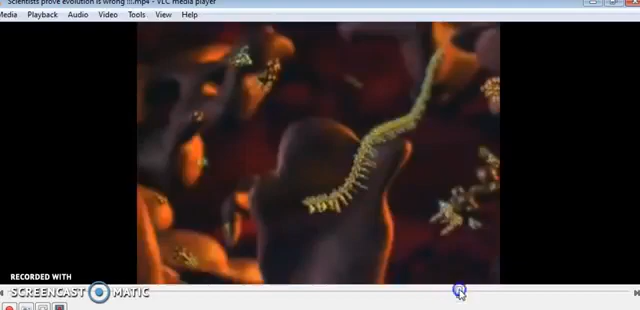 Scientists prove evolution is wrong !!!.mp4 - VLC media player
Media Playback Audio Video Tools View Help
RECORDED WITH
SCREENCAST MATIC